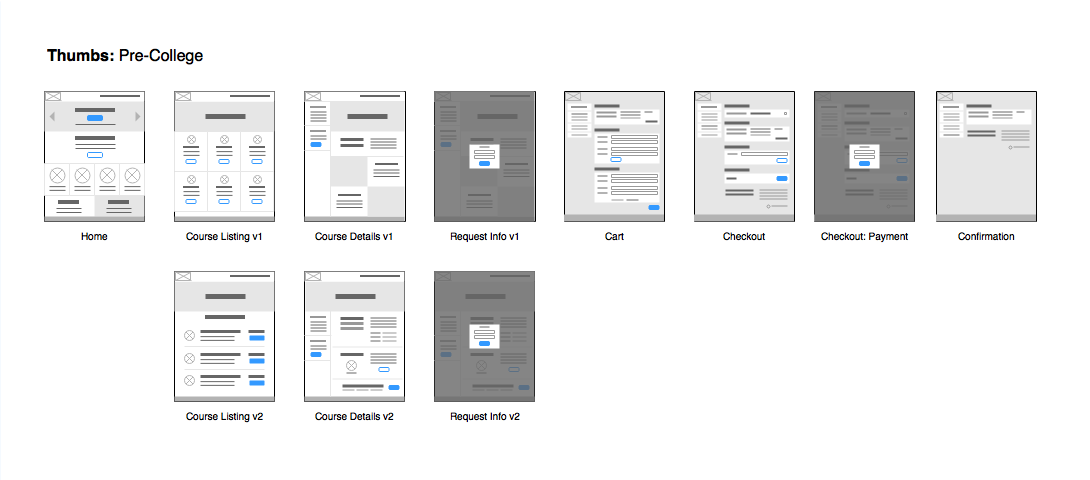 Thumbs: Pre-College
Home
Course Listing v1
Course Details v1
Request Info v1
Cart
Checkout
Checkout: Payment
Confirmation
Course Listing v2
Course Details v2
Request Info v2